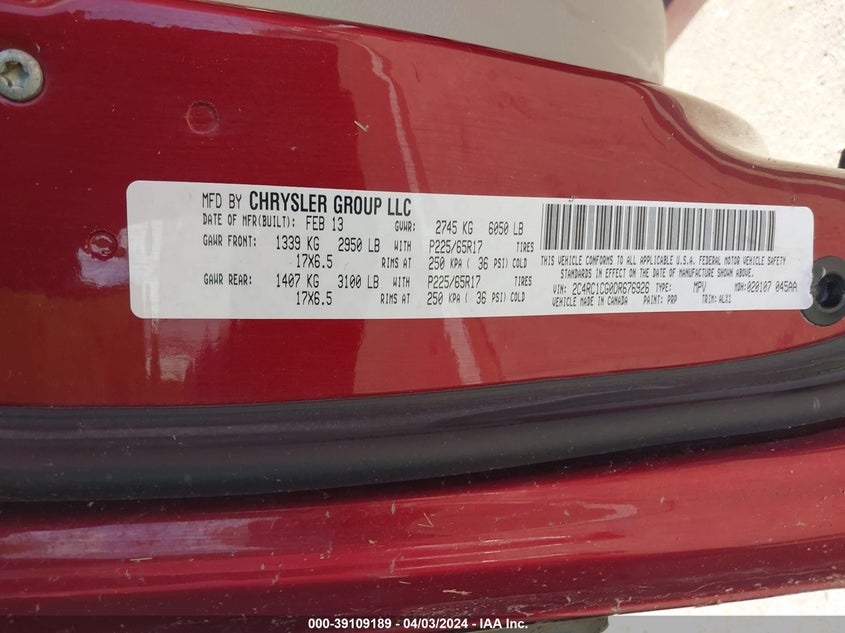 MFD BY CHRYSLER GROUP LLC
DATE OF MFR(BUILT): FEB 13 GVWR: 2745 KG 6050 LB
GAWR FRONT: 1339 KG 2950 LB WITH P225/65R17 TIRES
17X6.5 RIMS AT 250 KPA ( 36 PSI) COLD
GAWR REAR: 1407 KG 3100 LB WITH P225/65R17 TIRES
17X6.5 RIMS AT 250 KPA ( 36 PSI) COLD
THIS VEHICLE CONFORMS TO ALL APPLICABLE U.S.A. FEDERAL MOTOR VEHICLE SAFETY
STANDARDS IN EFFECT ON THE DATE OF MANUFACTURE SHOWN ABOVE.
VIN: 2C4RC1CG0DR676926 TYPE: MPV MDH: 020107 045AA
VEHICLE MADE IN CANADA PAINT: PRP TRIM: ALX1
000-39109189 - 04/03/2024 - IAA Inc.